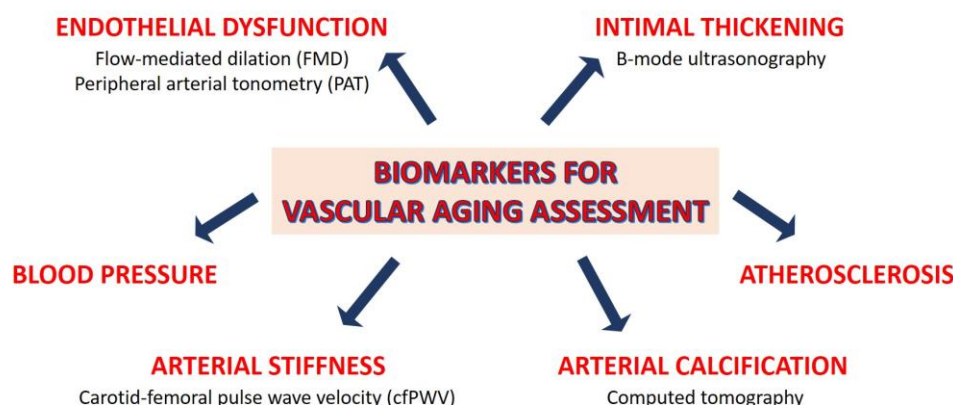 ENDOTHELIAL DYSFUNCTION
Flow-mediated dilation (FMD)
Peripheral arterial tonometry (PAT)
INTIMAL THICKENING
B-mode ultrasonography
BIOMARKERS FOR
VASCULAR AGING ASSESSMENT
BLOOD PRESSURE
ATHEROSCLEROSIS
ARTERIAL STIFFNESS
Carotid-femoral pulse wave velocity (cfPWV)
ARTERIAL CALCIFICATION
Computed tomography